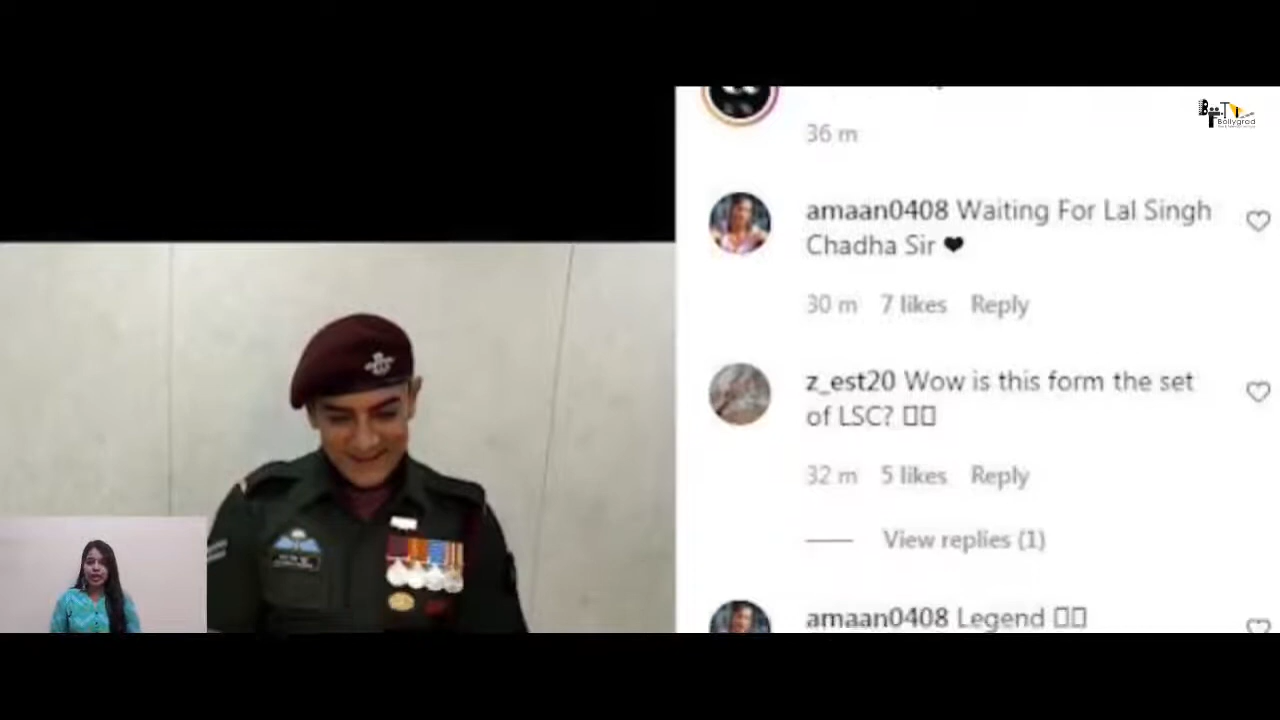 B
T.T
Bollygrad
36 m
amaan0408 Waiting For Lal Singh
Chadha Sir ❤
30 m 7 likes Reply
z_est20 Wow is this form the set
of LSC? ▯▯
32 m 5 likes Reply
View replies (1)
amaan0408 Legend ▯▯